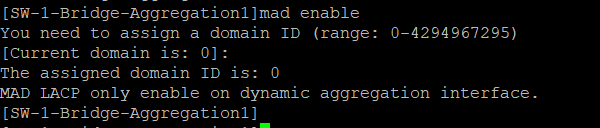 [SW-1-Bridge-Aggregation1]mad enable
You need to assign a domain ID (range: 0-4294967295)
[Current domain is: 0]:
The assigned domain ID is: 0
MAD LACP only enable on dynamic aggregation interface.
[SW-1-Bridge-Aggregation1]